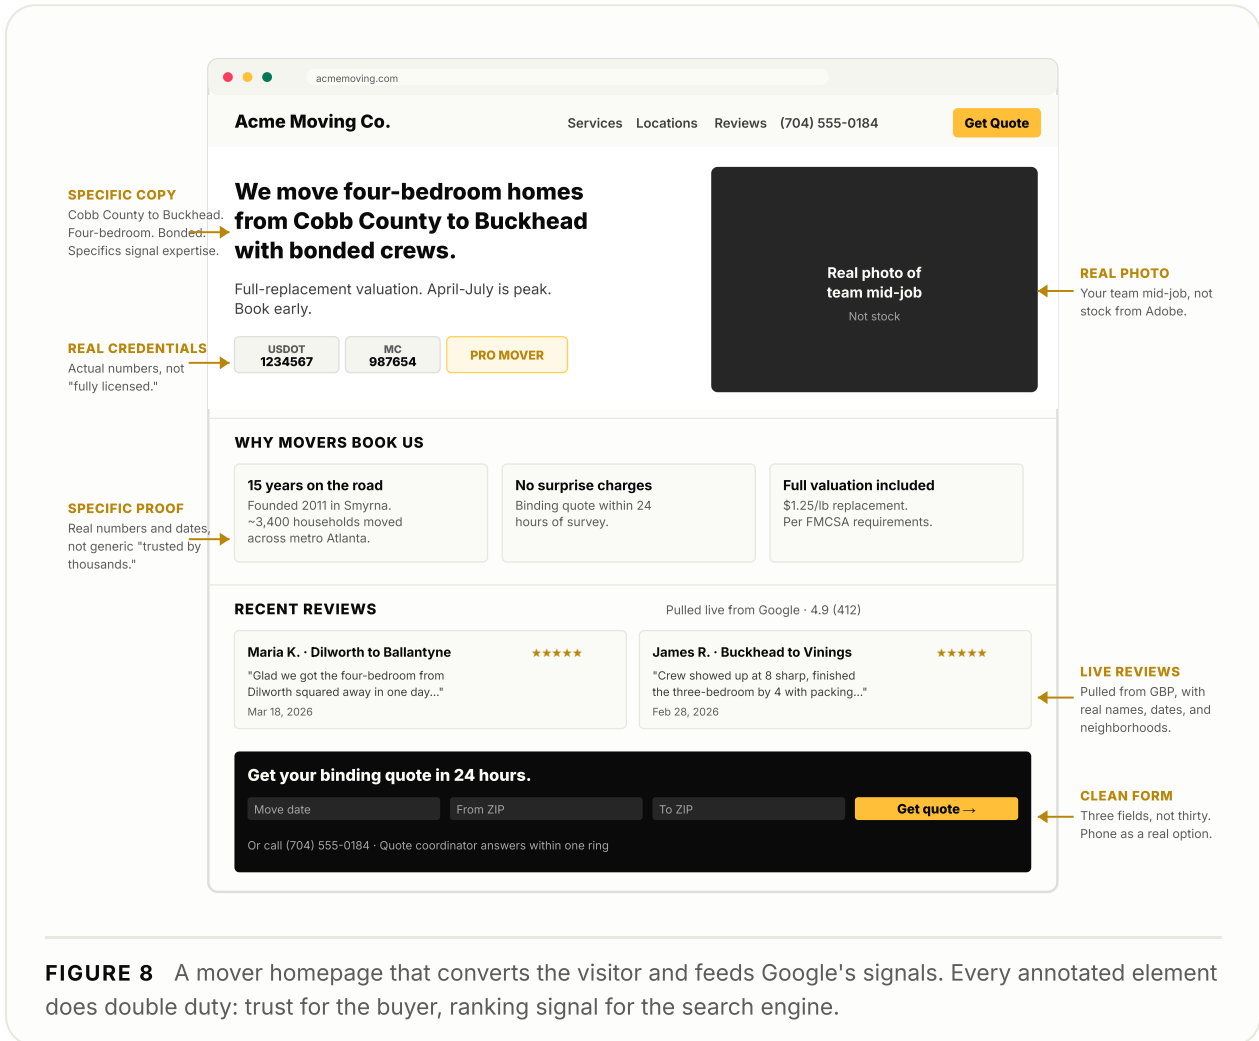 acmemoving.com
Acme Moving Co.
Services Locations Reviews (704) 555-0184
Get Quote
SPECIFIC COPY
Cobb County to Buckhead.
Four-bedroom. Bonded.
Specifics signal expertise.
We move four-bedroom homes
from Cobb County to Buckhead
with bonded crews.
Full-replacement valuation. April-July is peak.
Book early.
Real photo of
team mid-job
Not stock
REAL PHOTO
Your team mid-job, not
stock from Adobe.
REAL CREDENTIALS
Actual numbers, not
"fully licensed."
USDOT
1234567
MC
987654
PRO MOVER
WHY MOVERS BOOK US
SPECIFIC PROOF
Real numbers and dates,
not generic "trusted by
thousands."
15 years on the road
Founded 2011 in Smyrna.
~3,400 households moved
across metro Atlanta.
No surprise charges
Binding quote within 24
hours of survey.
Full valuation included
$1.25/lb replacement.
Per FMCSA requirements.
RECENT REVIEWS
Pulled live from Google · 4.9 (412)
Maria K. · Dilworth to Ballantyne ★★★★★
"Glad we got the four-bedroom from
Dilworth squared away in one day..."
Mar 18, 2026
James R. · Buckhead to Vinings ★★★★★
"Crew showed up at 8 sharp, finished
the three-bedroom by 4 with packing..."
Feb 28, 2026
LIVE REVIEWS
Pulled from GBP, with
real names, dates, and
neighborhoods.
Get your binding quote in 24 hours.
Move date
From ZIP
To ZIP
Get quote →
Or call (704) 555-0184 · Quote coordinator answers within one ring
CLEAN FORM
Three fields, not thirty.
Phone as a real option.
FIGURE 8 A mover homepage that converts the visitor and feeds Google's signals. Every annotated element
does double duty: trust for the buyer, ranking signal for the search engine.